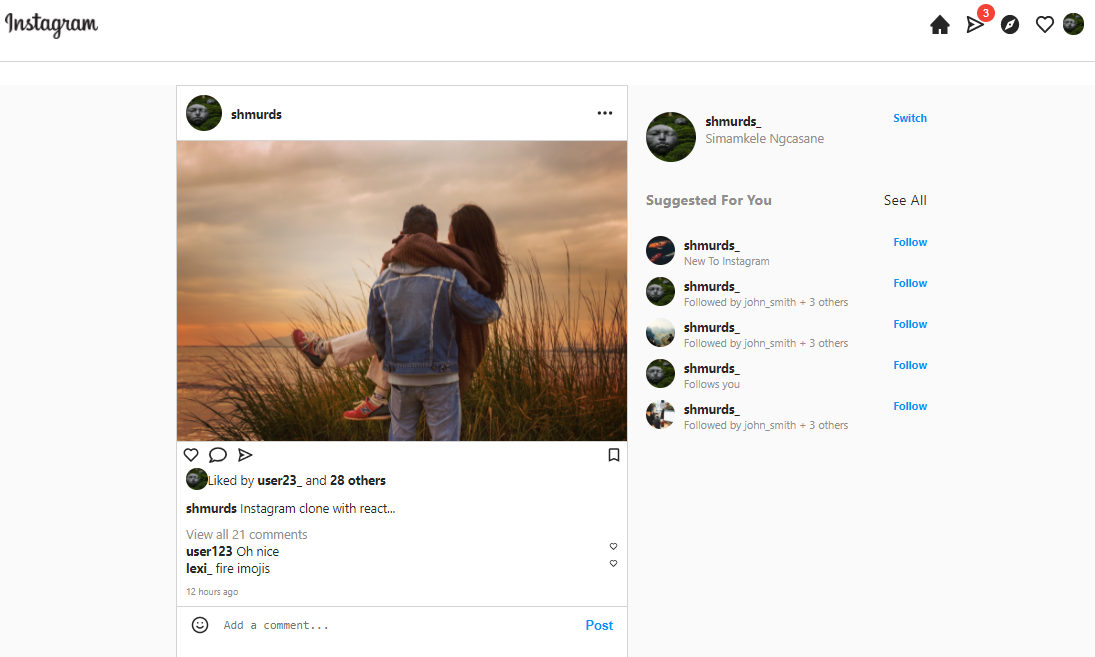 Instagram
3
shmurds
shmurds_
Switch
Simamkele Ngcasane
Suggested For You
See All
shmurds_
Follow
New To Instagram
shmurds_
Follow
Followed by john_smith + 3 others
shmurds_
Follow
Followed by john_smith + 3 others
shmurds_
Follow
Follows you
shmurds_
Follow
Followed by john_smith + 3 others
Liked by user23_ and 28 others
shmurds Instagram clone with react...
View all 21 comments
user123 Oh nice
lexi_ fire imojis
12 hours ago
Add a comment...
Post